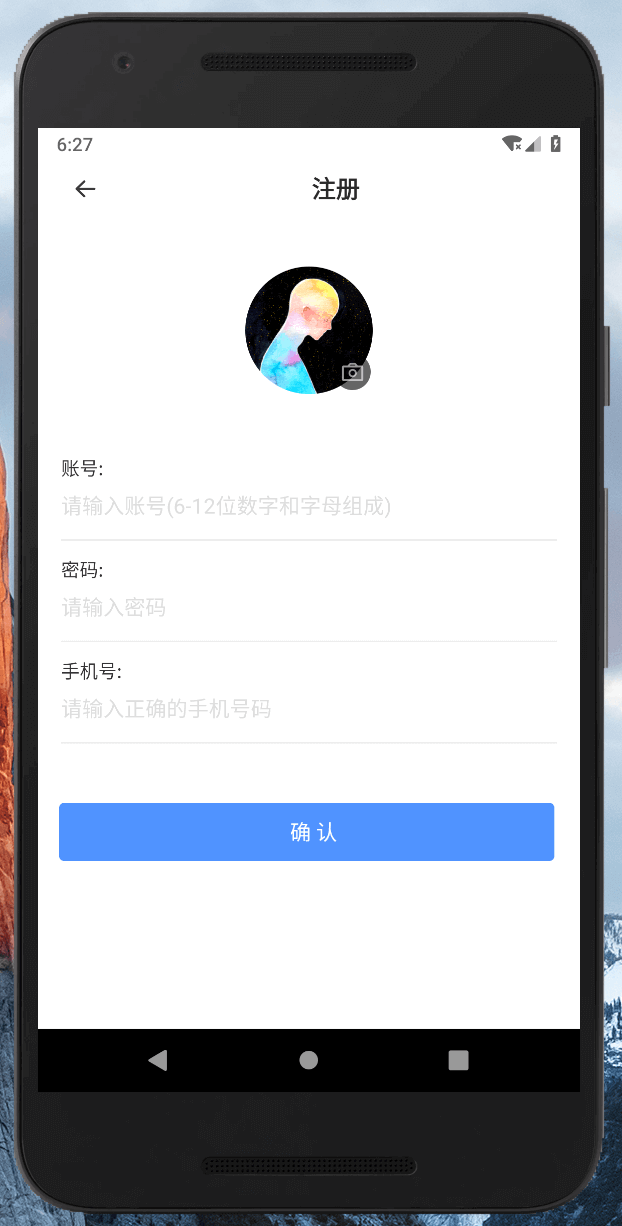 6:27
注册
账号:
请输入账号(6-12位数字和字母组成)
密码:
请输入密码
手机号:
请输入正确的手机号码
确 认